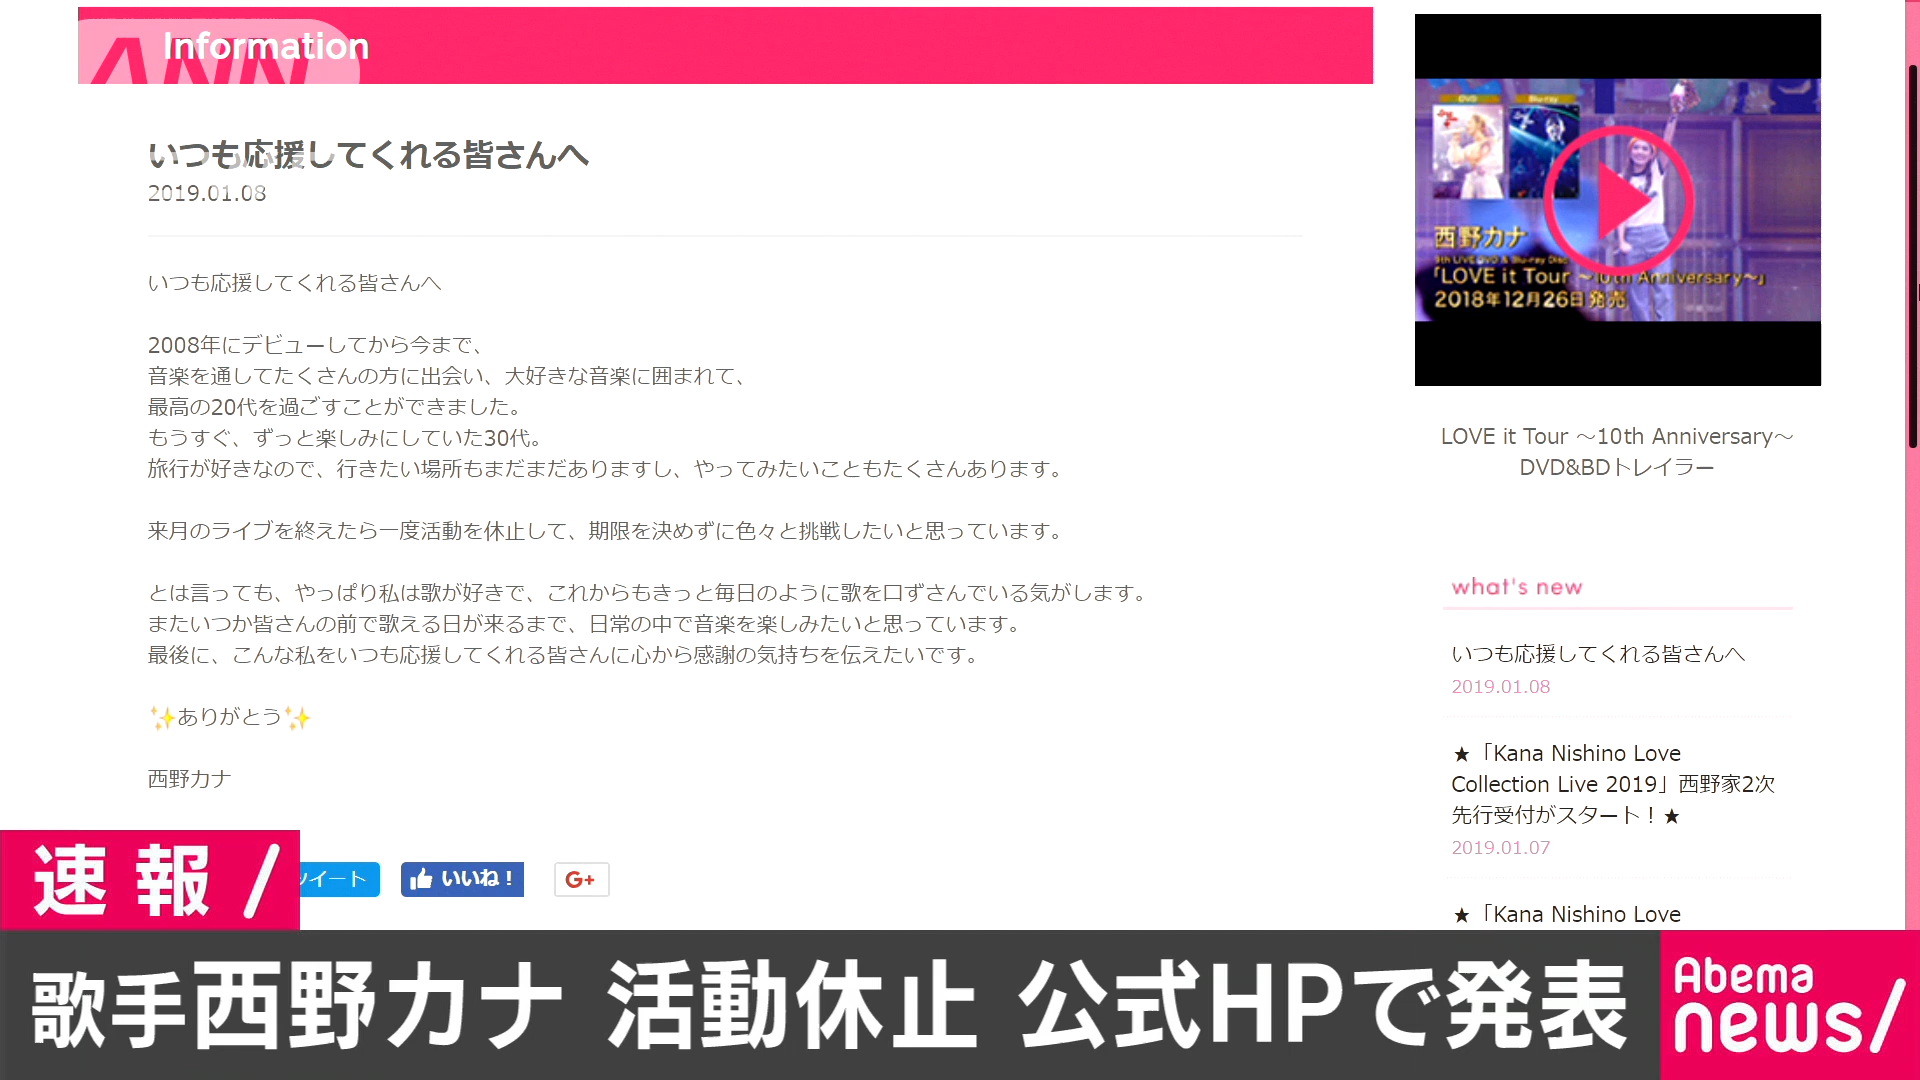 ANN
Information
いつも応援してくれる皆さんへ
2019.01.08
いつも応援してくれる皆さんへ
2008年にデビューしてから今まで、
音楽を通してたくさんの方に出会い、大好きな音楽に囲まれて、
最高の20代を過ごすことができました。
もうすぐ、ずっと楽しみにしていた30代。
旅行が好きなので、行きたい場所もまだまだありますし、やってみたいこともたくさんあります。
来月のライブを終えたら一度活動を休止して、期限を決めずに色々と挑戦したいと思っています。
とは言っても、やっぱり私は歌が好きで、これからもきっと毎日のように歌を口ずさんでいる気がします。
またいつか皆さんの前で歌える日が来るまで、日常の中で音楽を楽しみたいと思っています。
最後に、こんな私をいつも応援してくれる皆さんに心から感謝の気持ちを伝えたいです。
✨ありがとう✨
西野カナ
ツイート
いいね！
G+
DVD
Blu-ray
西野カナ
9th LIVE DVD & Blu-ray Disc
「LOVE it Tour ～10th Anniversary～」
2018年12月26日発売
LOVE it Tour ～10th Anniversary～
DVD&BDトレイラー
what's new
いつも応援してくれる皆さんへ
2019.01.08
★「Kana Nishino Love
Collection Live 2019」西野家2次
先行受付がスタート！★
2019.01.07
★「Kana Nishino Love
速報/
歌手西野カナ 活動休止 公式HPで発表
Abema
news/